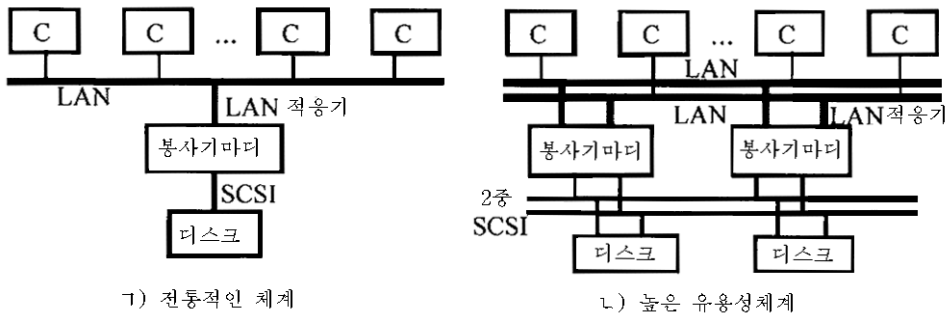 C C ... C C
LAN
LAN 적응기
봉사기마디
SCSI
디스크
ㄱ) 전통적인 체계
C C ... C C
LAN
LAN
LAN적응기
봉사기마디 봉사기마디
2중
SCSI
디스크 디스크
ㄴ) 높은 유용성체계